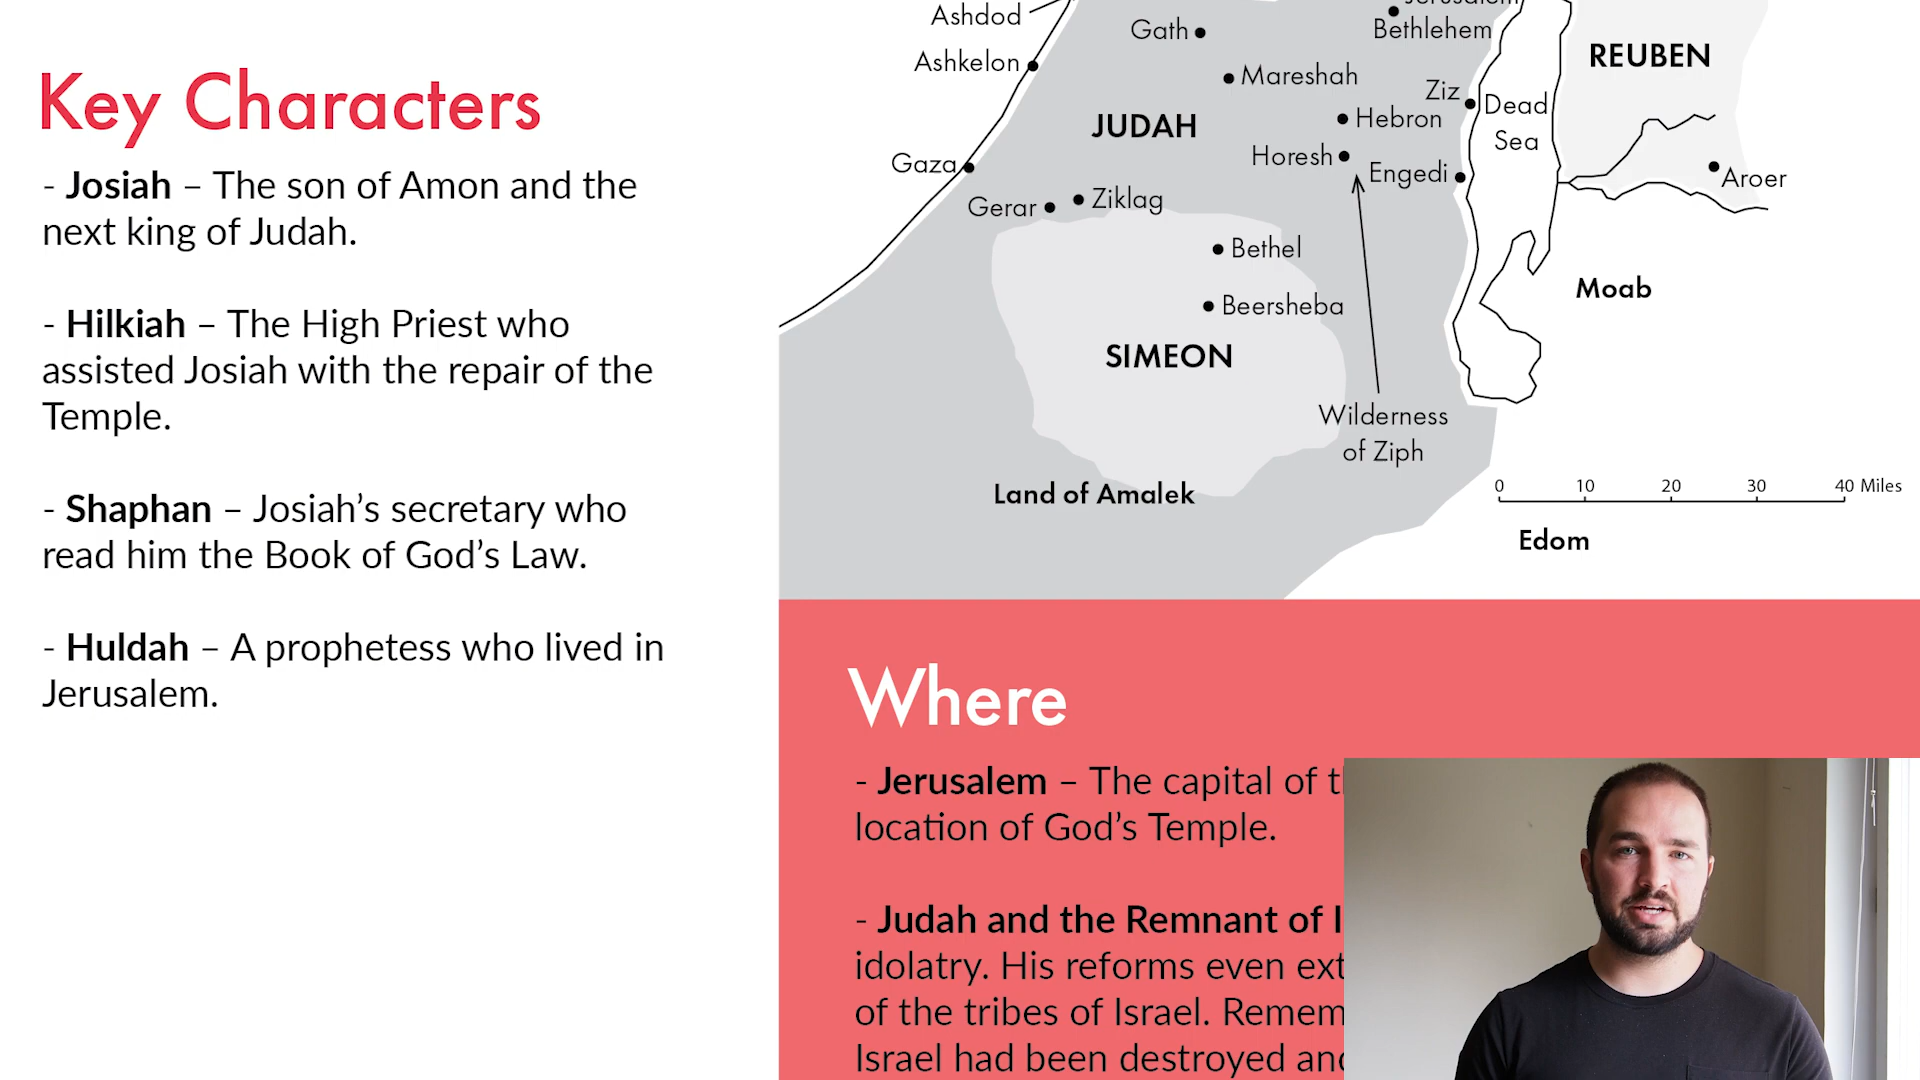 Key Characters
- Josiah – The son of Amon and the
next king of Judah.
- Hilkiah – The High Priest who
assisted Josiah with the repair of the
Temple.
- Shaphan – Josiah’s secretary who
read him the Book of God’s Law.
- Huldah – A prophetess who lived in
Jerusalem.
Ashdod
Jerusalem
Gath
Bethlehem
Ashkelon
REUBEN
Mareshah
Ziz
Dead
Sea
JUDAH
Hebron
Horesh
Gaza
Engedi
Aroer
Gerar
Ziklag
Bethel
Moab
Beersheba
SIMEON
Wilderness
of Ziph
Land of Amalek
0 10 20 30 40 Miles
Edom
Where
- Jerusalem – The capital of
location of God’s Temple.
- Judah and the Remnant of
idolatry. His reforms even
of the tribes of Israel.
Israel had been destroyed